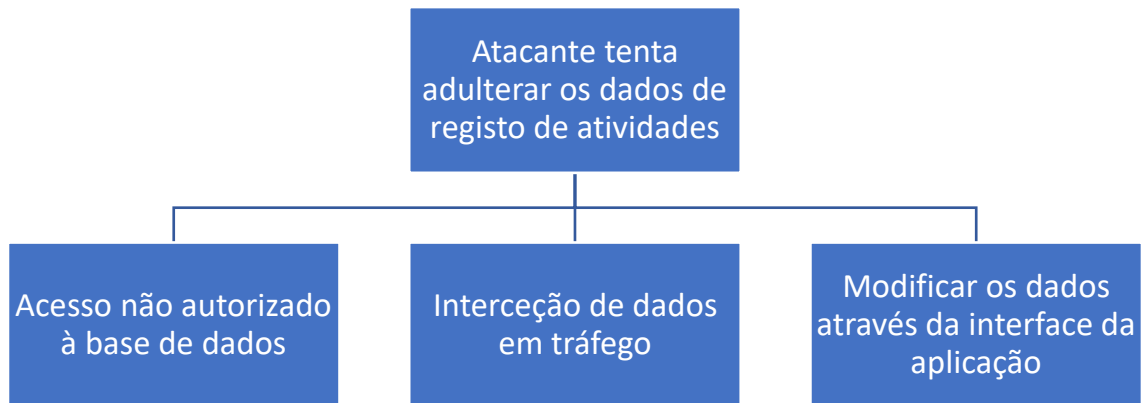 Atacante tenta
adulterar os dados de
registo de atividades
Acesso não autorizado
à base de dados
Interceção de dados
em tráfego
Modificar os dados
através da interface da
aplicação